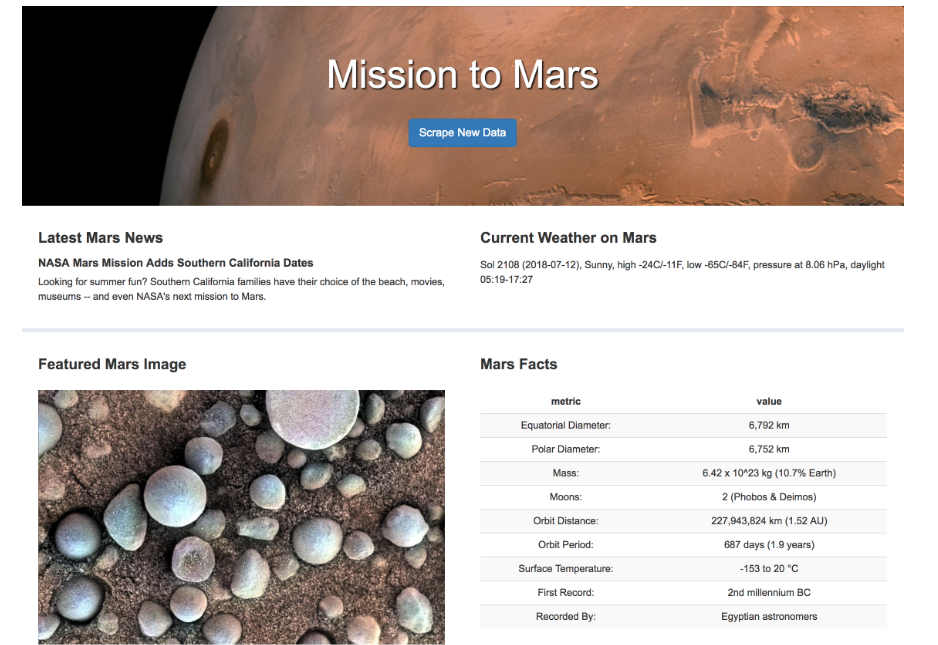 Mission to Mars
Scrape New Data
Latest Mars News
NASA Mars Mission Adds Southern California Dates
Looking for summer fun? Southern California families have their choice of the beach, movies,
museums -- and even NASA's next mission to Mars.
Current Weather on Mars
Sol 2108 (2018-07-12), Sunny, high -24C/-11F, low -65C/-84F, pressure at 8.06 hPa, daylight
05:19-17:27
Featured Mars Image
Mars Facts
metric value
Equatorial Diameter: 6,792 km
Polar Diameter: 6,752 km
Mass: 6.42 x 10^23 kg (10.7% Earth)
Moons: 2 (Phobos & Deimos)
Orbit Distance: 227,943,824 km (1.52 AU)
Orbit Period: 687 days (1.9 years)
Surface Temperature: -153 to 20 °C
First Record: 2nd millennium BC
Recorded By: Egyptian astronomers